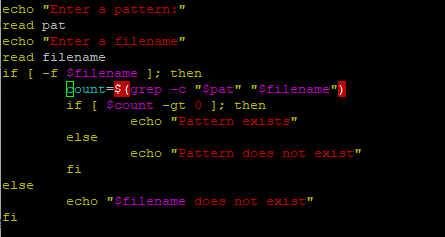 echo "Enter a pattern:"
read pat
echo "Enter a filename"
read filename
if [ -f $filename ]; then
        count=$(grep -c "$pat" "$filename")
        if [ $count -gt 0 ]; then
                echo "Pattern exists"
        else
                echo "Pattern does not exist"
        fi
else
        echo "$filename does not exist"
fi